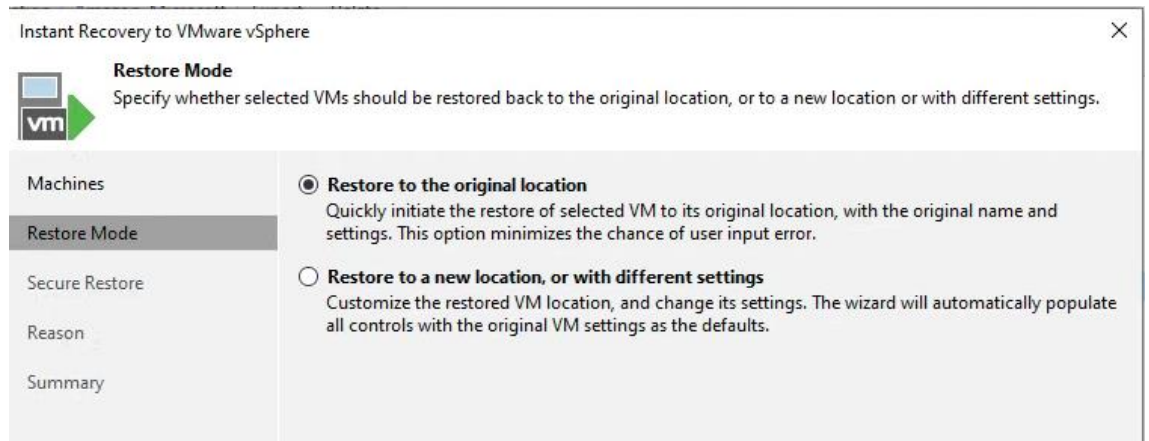 Instant Recovery to VMware vSphere
Restore Mode
Specify whether selected VMs should be restored back to the original location, or to a new location or with different settings.
vm
Machines
Restore Mode
Secure Restore
Reason
Summary
Restore to the original location
Quickly initiate the restore of selected VM to its original location, with the original name and
settings. This option minimizes the chance of user input error.
Restore to a new location, or with different settings
Customize the restored VM location, and change its settings. The wizard will automatically populate
all controls with the original VM settings as the defaults.